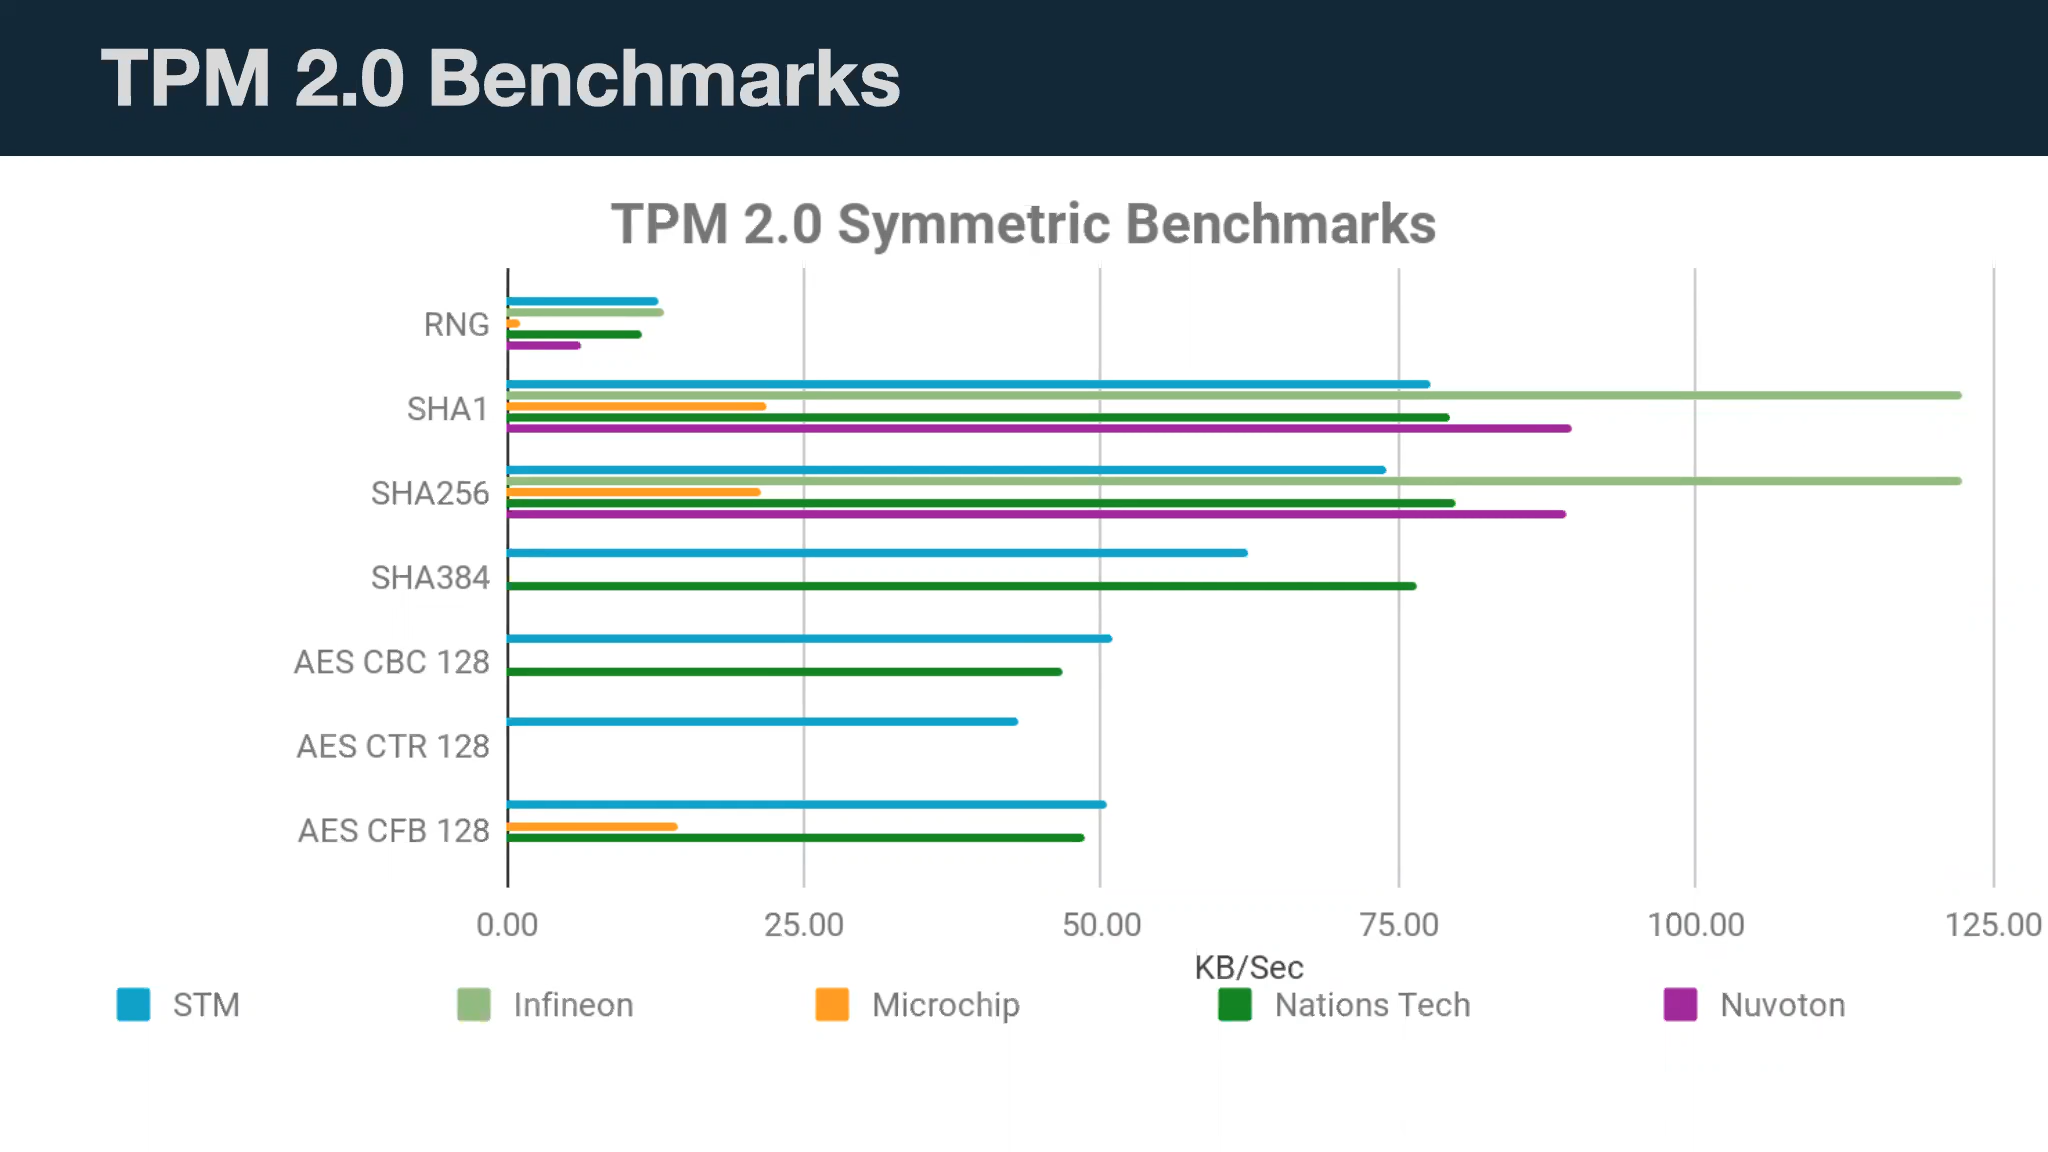 TPM 2.0 Benchmarks
TPM 2.0 Symmetric Benchmarks
RNG
SHA1
SHA256
SHA384
AES CBC 128
AES CTR 128
AES CFB 128
0.00 25.00 50.00 75.00 100.00 125.00
KB/Sec
STM Infineon Microchip Nations Tech Nuvoton